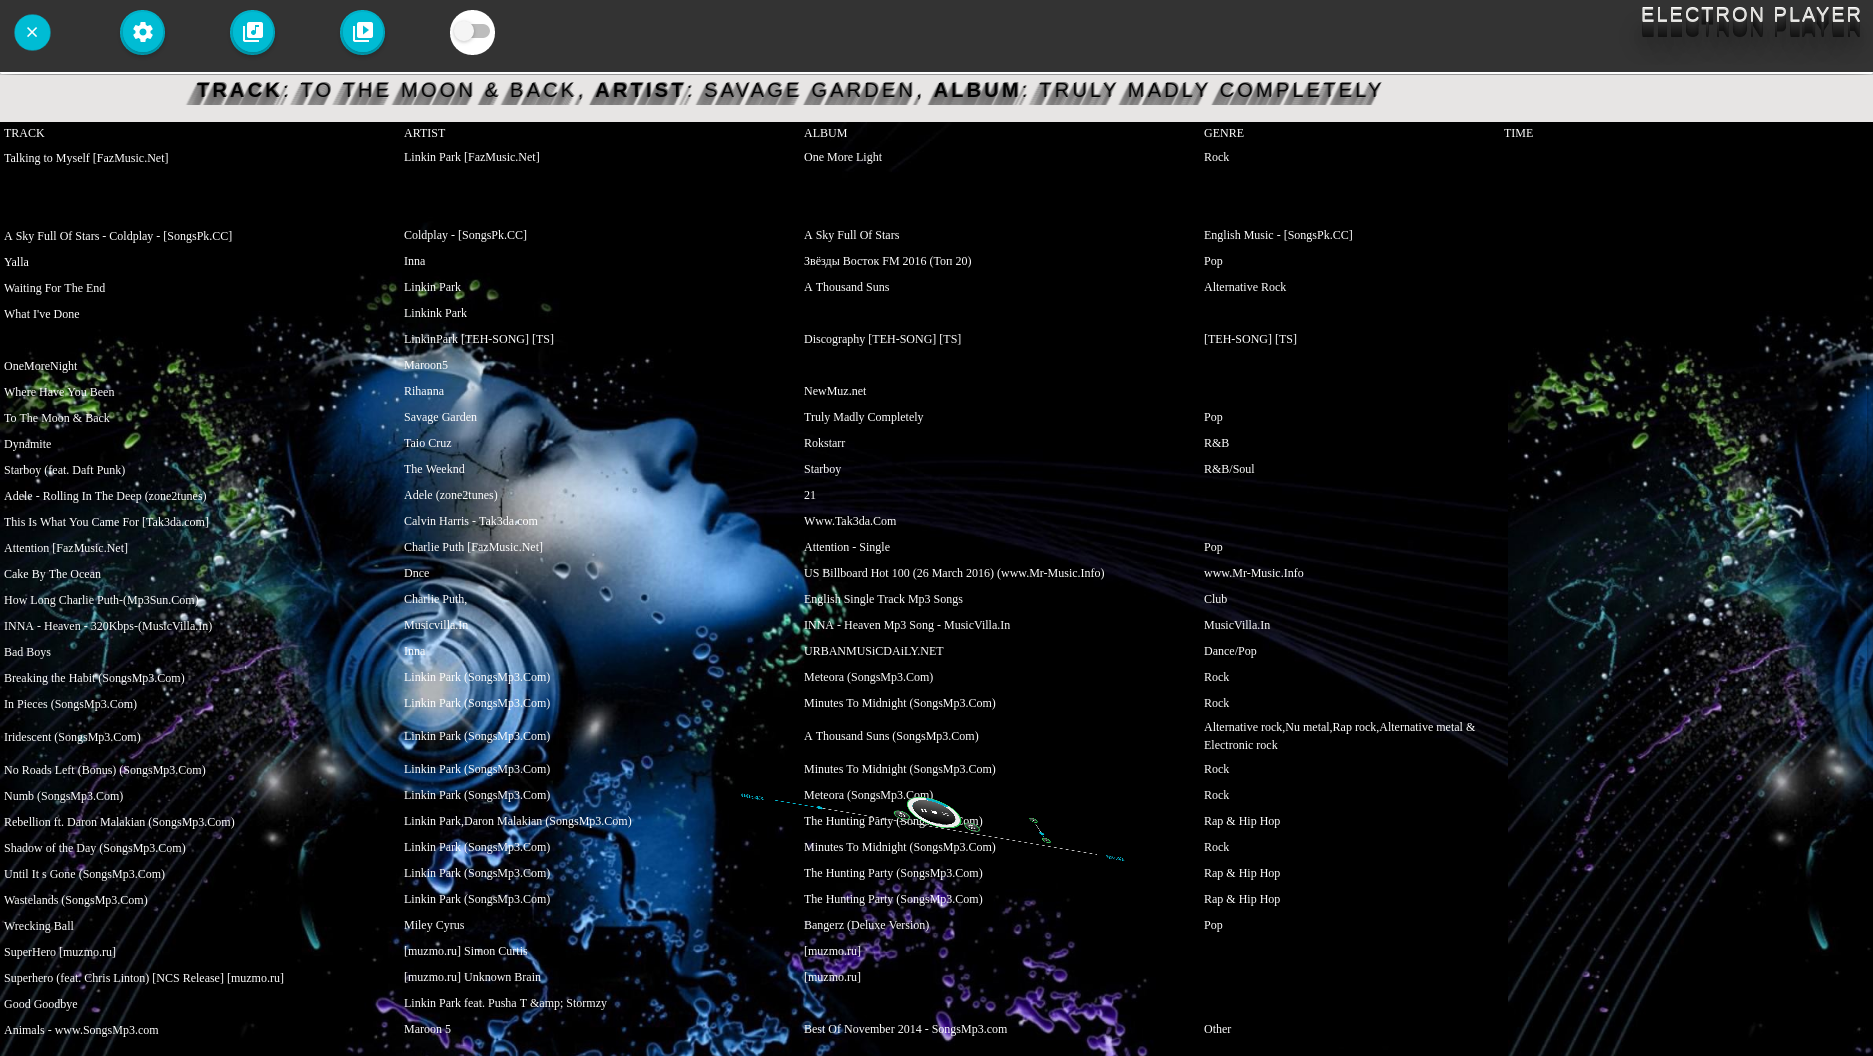 ELECTRON PLAYER
TRACK: TO THE MOON & BACK, ARTIST: SAVAGE GARDEN, ALBUM: TRULY MADLY COMPLETELY
TRACK ARTIST ALBUM GENRE TIME
Talking to Myself [FazMusic.Net] Linkin Park [FazMusic.Net] One More Light Rock
A Sky Full Of Stars - Coldplay - [SongsPk.CC] Coldplay - [SongsPk.CC] A Sky Full Of Stars English Music - [SongsPk.CC]
Yalla Inna Звёзды Восток FM 2016 (Топ 20) Pop
Waiting For The End Linkin Park A Thousand Suns Alternative Rock
What I've Done Linkink Park
LinkinPark [TEH-SONG] [TS] Discography [TEH-SONG] [TS] [TEH-SONG] [TS]
OneMoreNight Maroon5
Where Have You Been Rihanna NewMuz.net
To The Moon & Back Savage Garden Truly Madly Completely Pop
Dynamite Taio Cruz Rokstarr R&B
Starboy (feat. Daft Punk) The Weeknd Starboy R&B/Soul
Adele - Rolling In The Deep (zone2tunes) Adele (zone2tunes) 21
This Is What You Came For [Tak3da.com] Calvin Harris - Tak3da.com Www.Tak3da.Com
Attention [FazMusic.Net] Charlie Puth [FazMusic.Net] Attention - Single Pop
Cake By The Ocean Dnce US Billboard Hot 100 (26 March 2016) (www.Mr-Music.Info) www.Mr-Music.Info
How Long Charlie Puth-(Mp3Sun.Com) Charlie Puth, English Single Track Mp3 Songs Club
INNA - Heaven - 320Kbps-(MusicVilla.In) Musicvilla.In INNA - Heaven Mp3 Song - MusicVilla.In MusicVilla.In
Bad Boys Inna URBANMUSiCDAiLY.NET Dance/Pop
Breaking the Habit (SongsMp3.Com) Linkin Park (SongsMp3.Com) Meteora (SongsMp3.Com) Rock
In Pieces (SongsMp3.Com) Linkin Park (SongsMp3.Com) Minutes To Midnight (SongsMp3.Com) Rock
Iridescent (SongsMp3.Com) Linkin Park (SongsMp3.Com) A Thousand Suns (SongsMp3.Com) Alternative rock,Nu metal,Rap rock,Alternative metal &
Electronic rock
No Roads Left (Bonus) (SongsMp3.Com) Linkin Park (SongsMp3.Com) Minutes To Midnight (SongsMp3.Com) Rock
Numb (SongsMp3.Com) Linkin Park (SongsMp3.Com) Meteora (SongsMp3.Com) Rock
Rebellion ft. Daron Malakian (SongsMp3.Com) Linkin Park,Daron Malakian (SongsMp3.Com) The Hunting Party Rap & Hip Hop
Shadow of the Day (SongsMp3.Com) Linkin Park (SongsMp3.Com) Minutes To Midnight (SongsMp3.Com) Rock
Until It s Gone (SongsMp3.Com) Linkin Park (SongsMp3.Com) The Hunting Party (SongsMp3.Com) Rap & Hip Hop
Wastelands (SongsMp3.Com) Linkin Park (SongsMp3.Com) The Hunting Party (SongsMp3.Com) Rap & Hip Hop
Wrecking Ball Miley Cyrus Bangerz (Deluxe Version) Pop
SuperHero [muzmo.ru] [muzmo.ru] Simon Curtis [muzmo.ru]
Superhero (feat. Chris Linton) [NCS Release] [muzmo.ru] [muzmo.ru] Unknown Brain [muzmo.ru]
Good Goodbye Linkin Park feat. Pusha T &amp; Stormzy
Animals - www.SongsMp3.com Maroon 5 Best Of November 2014 - SongsMp3.com Other